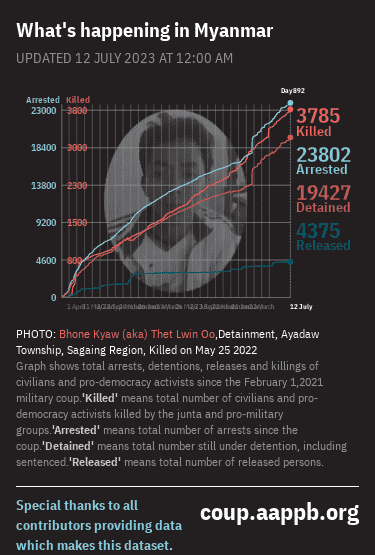 What's happening in Myanmar
UPDATED 12 JULY 2023 AT 12:00 AM
Day892
Arrested Killed
23000 3800
18400 3000
13800 2300
9200 1500
4600 800
0
3785
Killed
23802
Arrested
19427
Detained
4375
Released
12 July
PHOTO: Bhone Kyaw (aka) Thet Lwin Oo,Detainment, Ayadaw
Township, Sagaing Region, Killed on May 25 2022
Graph shows total arrests, detentions, releases and killings of
civilians and pro-democracy activists since the February 1,2021
military coup.'Killed' means total number of civilians and pro-
democracy activists killed by the junta and pro-military
groups.'Arrested' means total number of arrests since the
coup.'Detained' means total number still under detention, including
sentenced.'Released' means total number of released persons.
Special thanks to all
contributors providing data
which makes this dataset.
coup.aappb.org